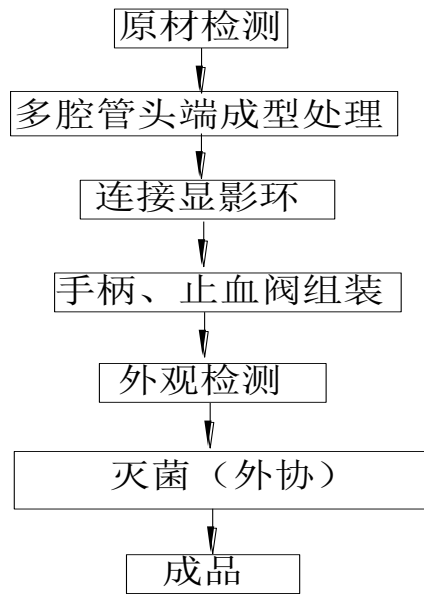 原材检测
多腔管头端成型处理
连接显影环
手柄、止血阀组装
外观检测
灭菌（外协）
成品